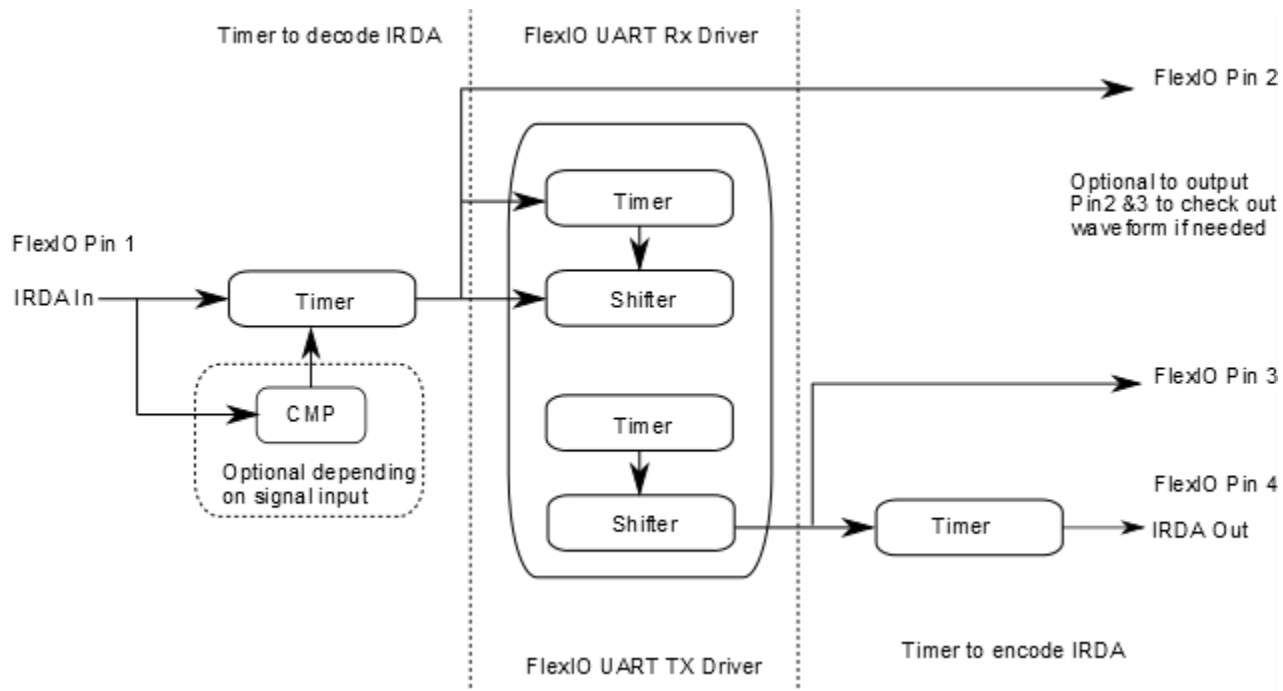 Timer to decode IRDA
FlexIO UART Rx Driver
FlexIO Pin 2
Timer
Optional to output
Pin2 &3 to check out
waveform if needed
FlexIO Pin 1
IRDA In
Timer
Shifter
CMP
Optional depending
on signal input
FlexIO Pin 3
Timer
FlexIO Pin 4
Shifter
Timer
IRDA Out
Timer to encode IRDA
FlexIO UART TX Driver